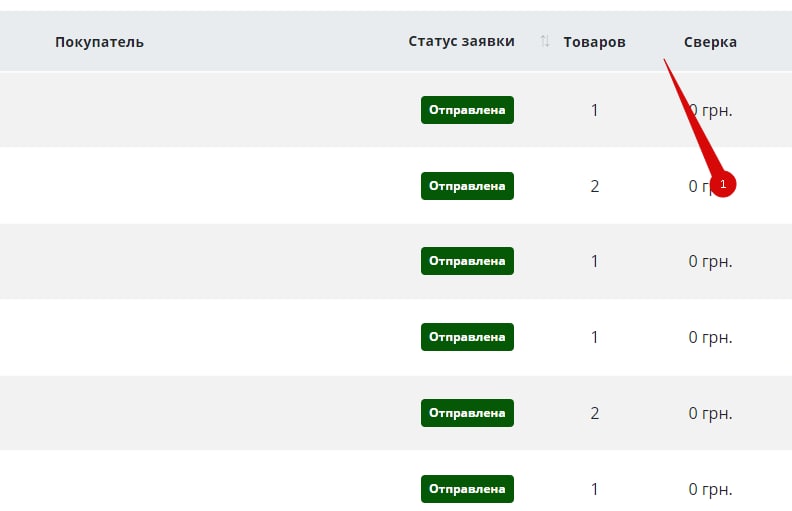 Покупатель Статус заявки Товаров Сверка
Отправлена 1 0 грн.
Отправлена 2 0 1
Отправлена 1 0 грн.
Отправлена 1 0 грн.
Отправлена 2 0 грн.
Отправлена 1 0 грн.